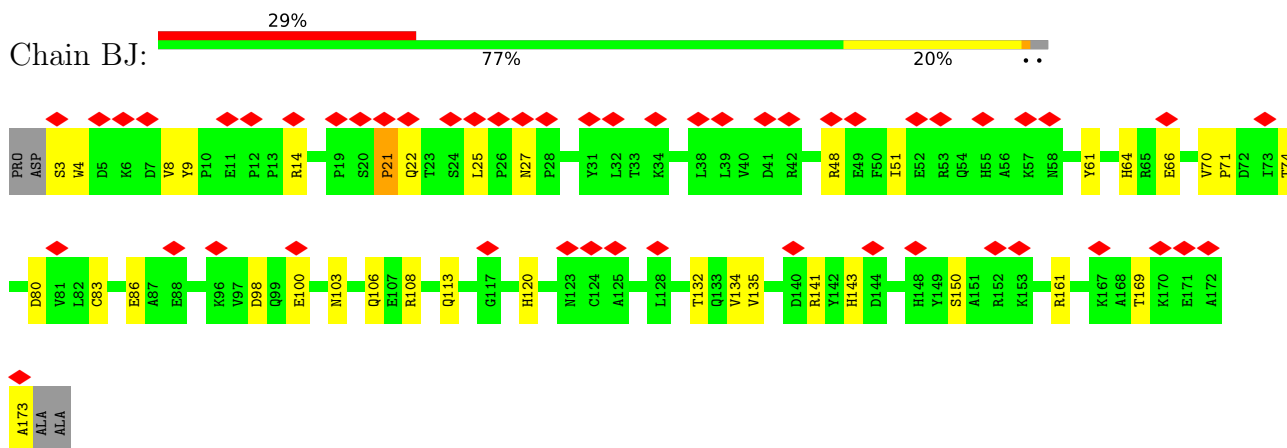 29%
Chain BJ:
77% 20% • •
PRO ASP S3 W4 D5 K6 D7 V8 Y9 P10 E11 P12 P13 R14 P19 S20 P21 Q22 T23 S24 L25 P26 N27 P28 Y31 L32 T33 K34 L38 L39 V40 D41 R42 R48 E49 F50 I51 E52 R53 Q54 H55 A56 K57 N58 Y61 H64 R65 E66 V70 P71 D72 I73 T74
D80 V81 L82 C83 E86 A87 E88 K96 V97 D98 Q99 E100 N103 Q106 E107 R108 Q113 G117 H120 N123 C124 A125 L128 T132 Q133 V134 V135 D140 R141 Y142 H143 D144 H148 Y149 S150 A151 R152 K153 R161 K167 A168 T169 K170 E171 A172
A173 ALA ALA